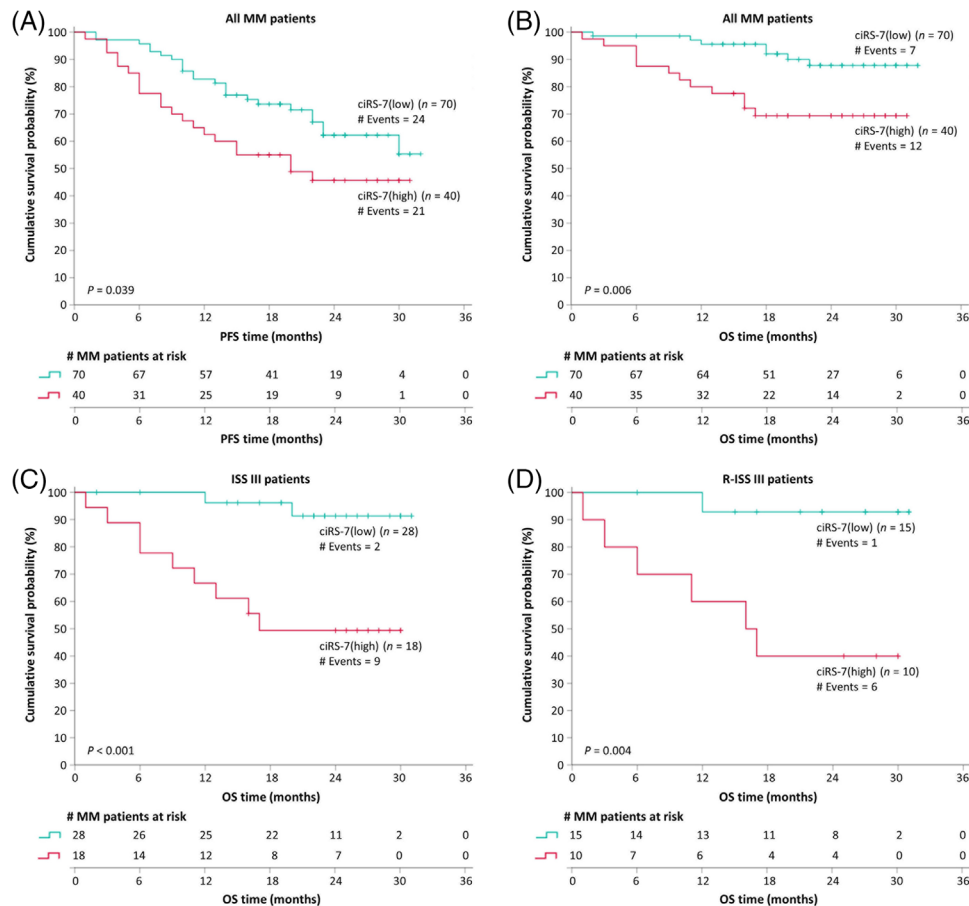 (A)
All MM patients
Cumulative survival probability (%)
100
90
80
70
60
50
40
30
20
10
0
ciRS-7(low) (n = 70)
# Events = 24
ciRS-7(high) (n = 40)
# Events = 21
P = 0.039
0 6 12 18 24 30 36
PFS time (months)
# MM patients at risk
70 67 57 41 19 4 0
40 31 25 19 9 1 0
0 6 12 18 24 30 36
PFS time (months)
(B)
All MM patients
Cumulative survival probability (%)
100
90
80
70
60
50
40
30
20
10
0
ciRS-7(low) (n = 70)
# Events = 7
ciRS-7(high) (n = 40)
# Events = 12
P = 0.006
0 6 12 18 24 30 36
OS time (months)
# MM patients at risk
70 67 64 51 27 6 0
40 35 32 22 14 2 0
0 6 12 18 24 30 36
OS time (months)
(C)
ISS III patients
Cumulative survival probability (%)
100
90
80
70
60
50
40
30
20
10
0
ciRS-7(low) (n = 28)
# Events = 2
ciRS-7(high) (n = 18)
# Events = 9
P < 0.001
0 6 12 18 24 30 36
OS time (months)
# MM patients at risk
28 26 25 22 11 2 0
18 14 12 8 7 0 0
0 6 12 18 24 30 36
OS time (months)
(D)
R-ISS III patients
Cumulative survival probability (%)
100
90
80
70
60
50
40
30
20
10
0
ciRS-7(low) (n = 15)
# Events = 1
ciRS-7(high) (n = 10)
# Events = 6
P = 0.004
0 6 12 18 24 30 36
OS time (months)
# MM patients at risk
15 14 13 11 8 2 0
10 7 6 4 4 0 0
0 6 12 18 24 30 36
OS time (months)